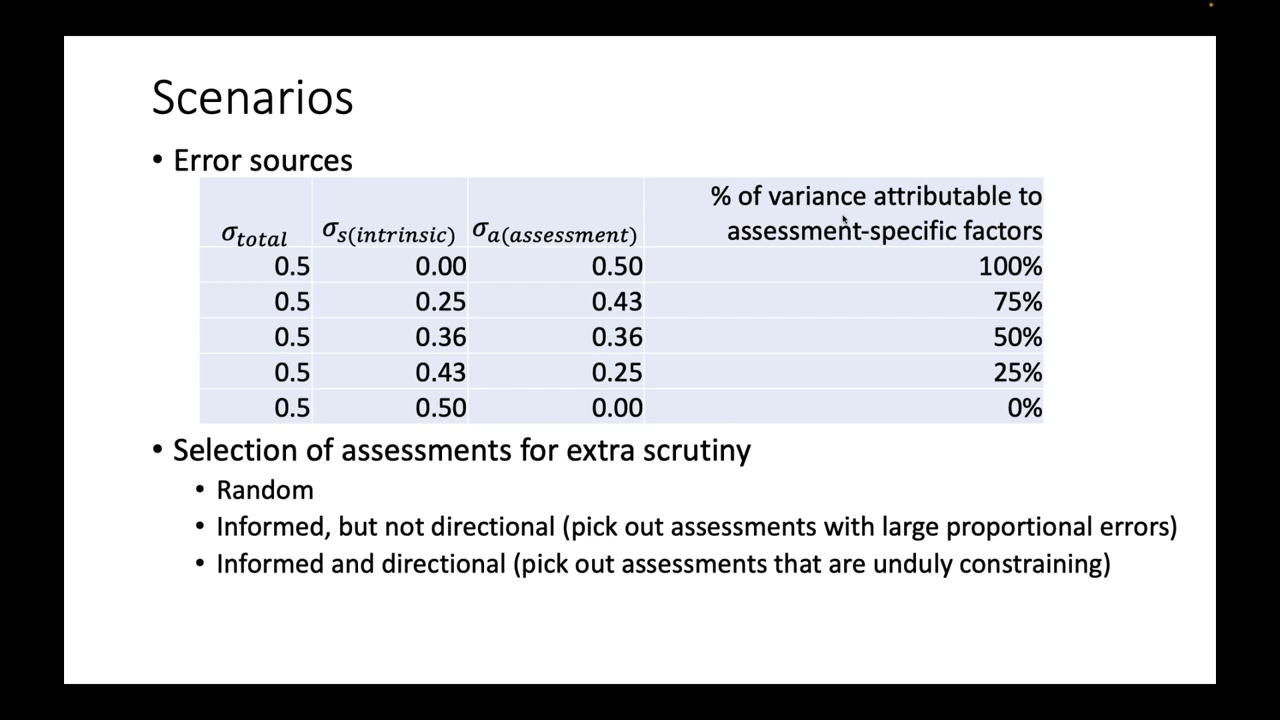 Scenarios
• Error sources
% of variance attributable to
σtotal σs(intrinsic) σa(assessment) assessment-specific factors
0.5 0.00 0.50 100%
0.5 0.25 0.43 75%
0.5 0.36 0.36 50%
0.5 0.43 0.25 25%
0.5 0.50 0.00 0%
• Selection of assessments for extra scrutiny
• Random
• Informed, but not directional (pick out assessments with large proportional errors)
• Informed and directional (pick out assessments that are unduly constraining)